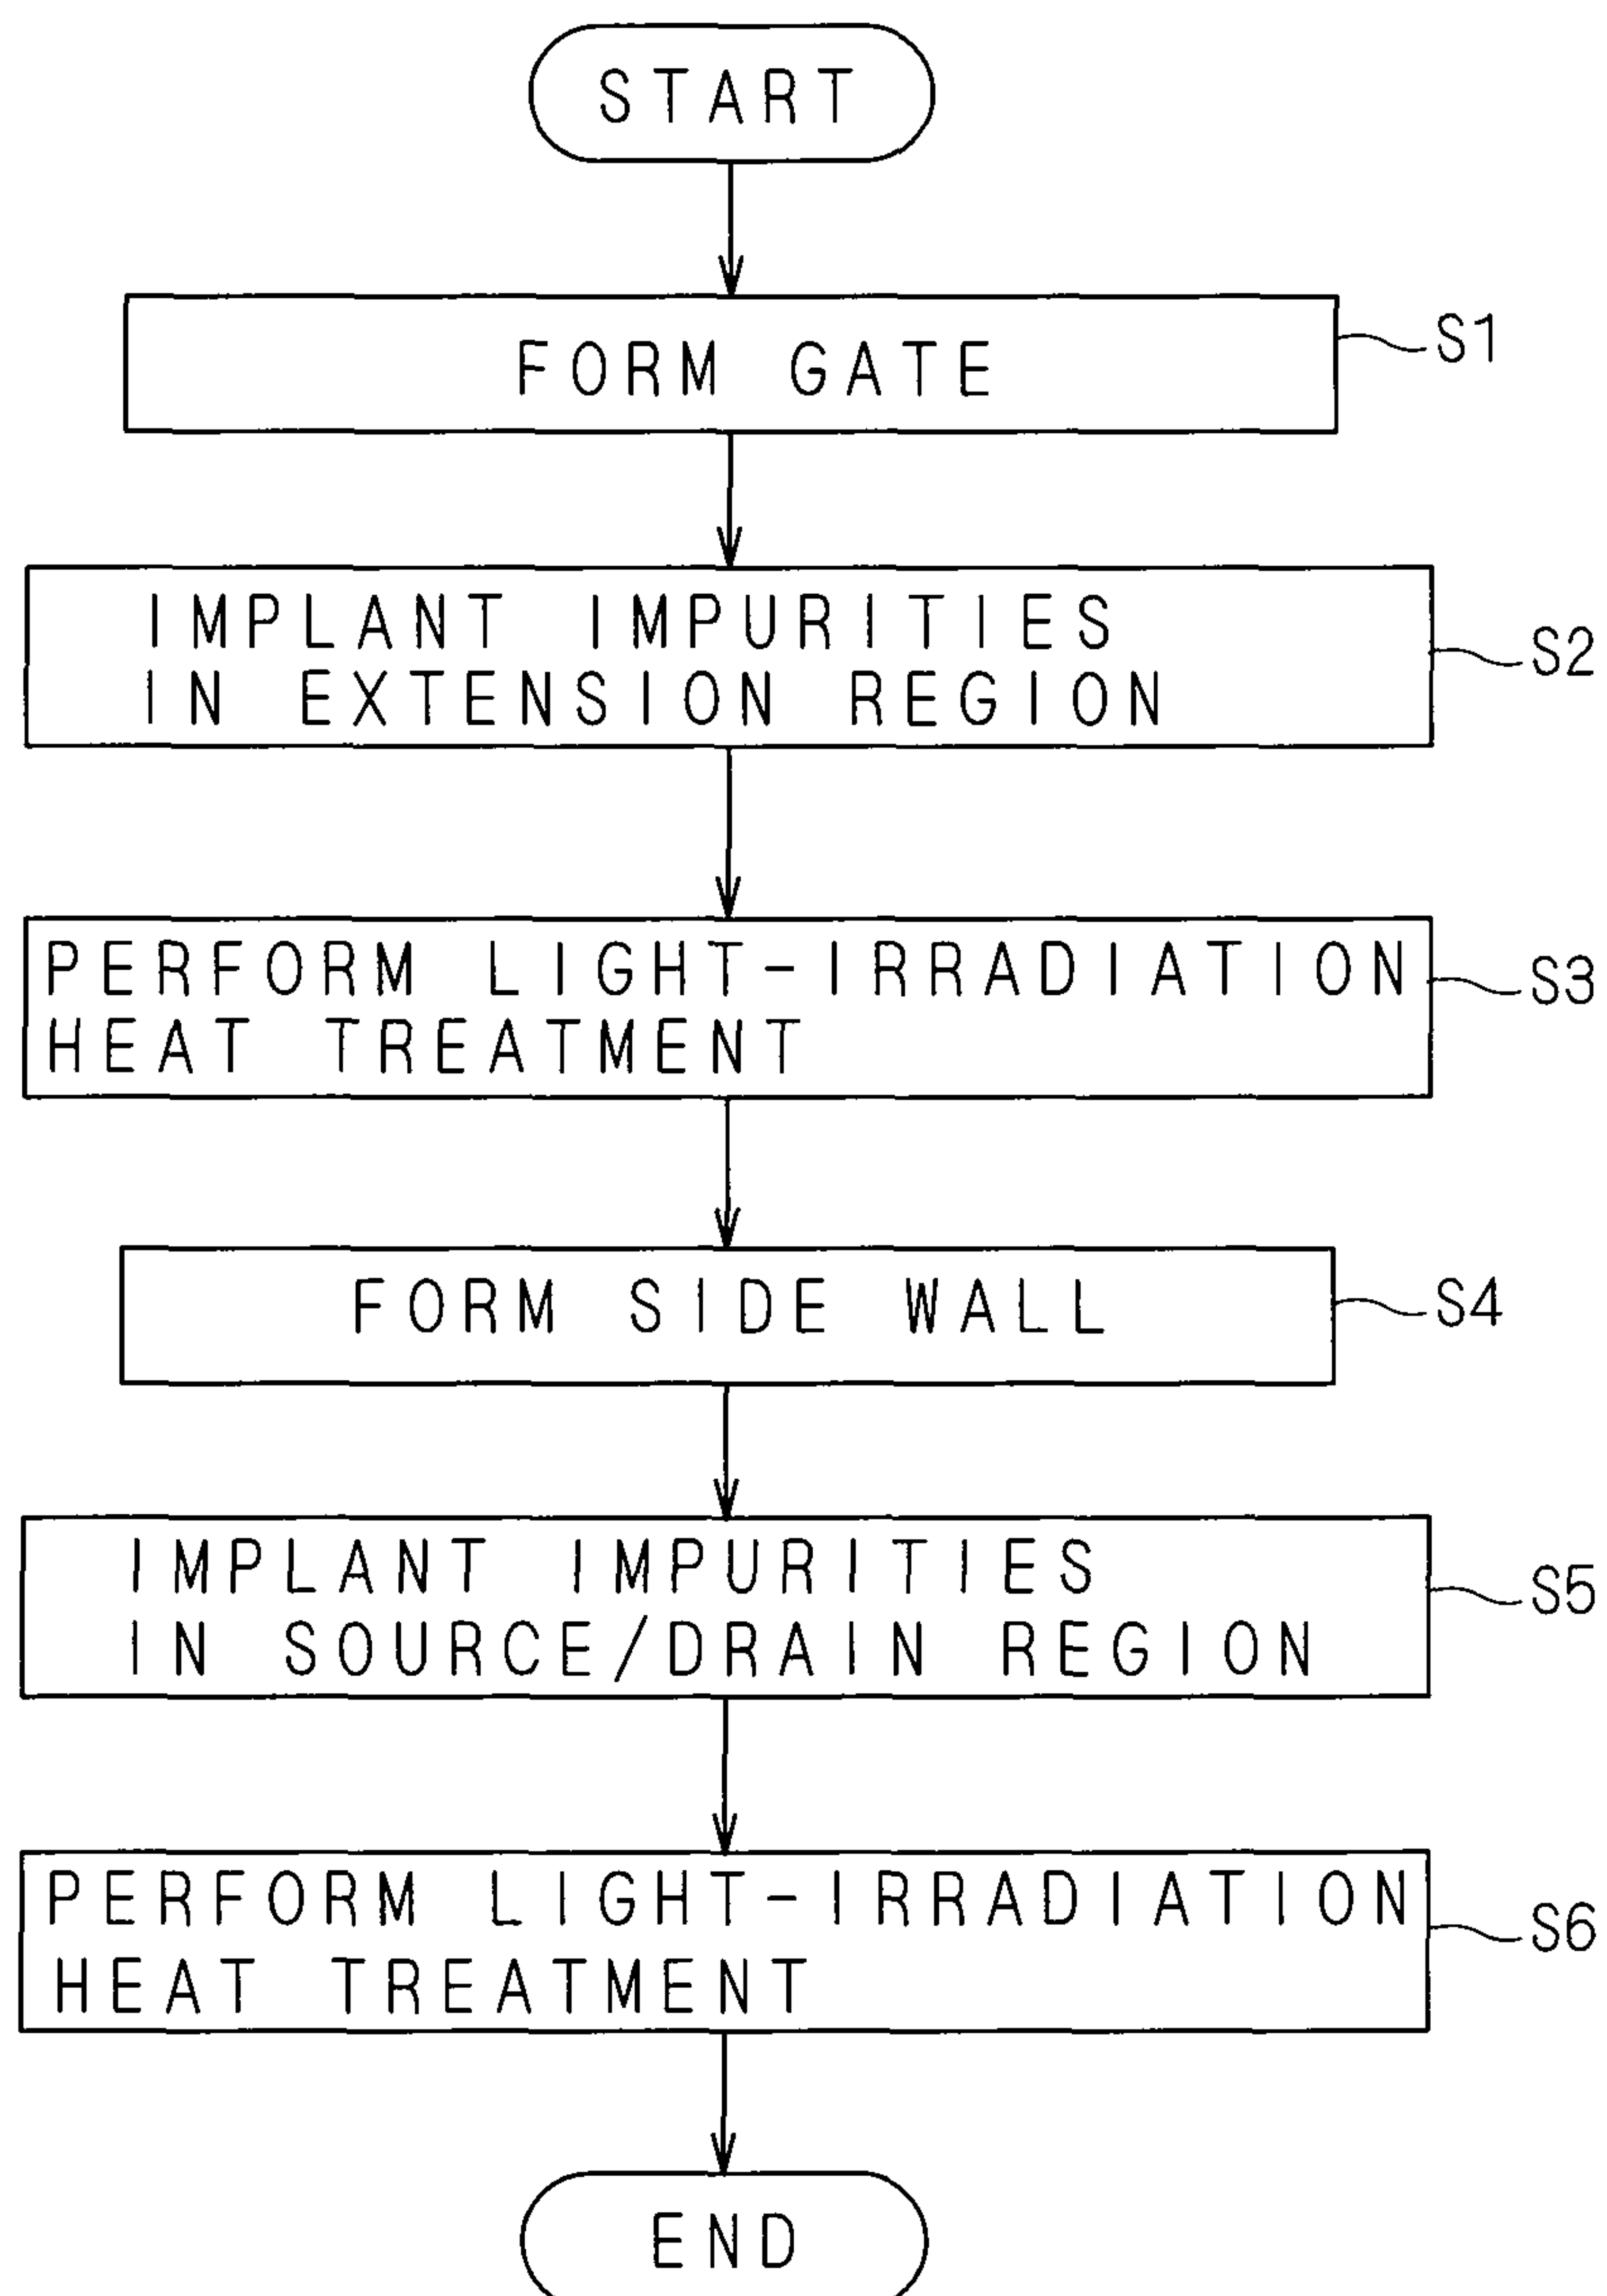 START
FORM GATE
S1
IMPLANT IMPURITIES
IN EXTENSION REGION
S2
PERFORM LIGHT-IRRADIATION
HEAT TREATMENT
S3
FORM SIDE WALL
S4
IMPLANT IMPURITIES
IN SOURCE/DRAIN REGION
S5
PERFORM LIGHT-IRRADIATION
HEAT TREATMENT
S6
END